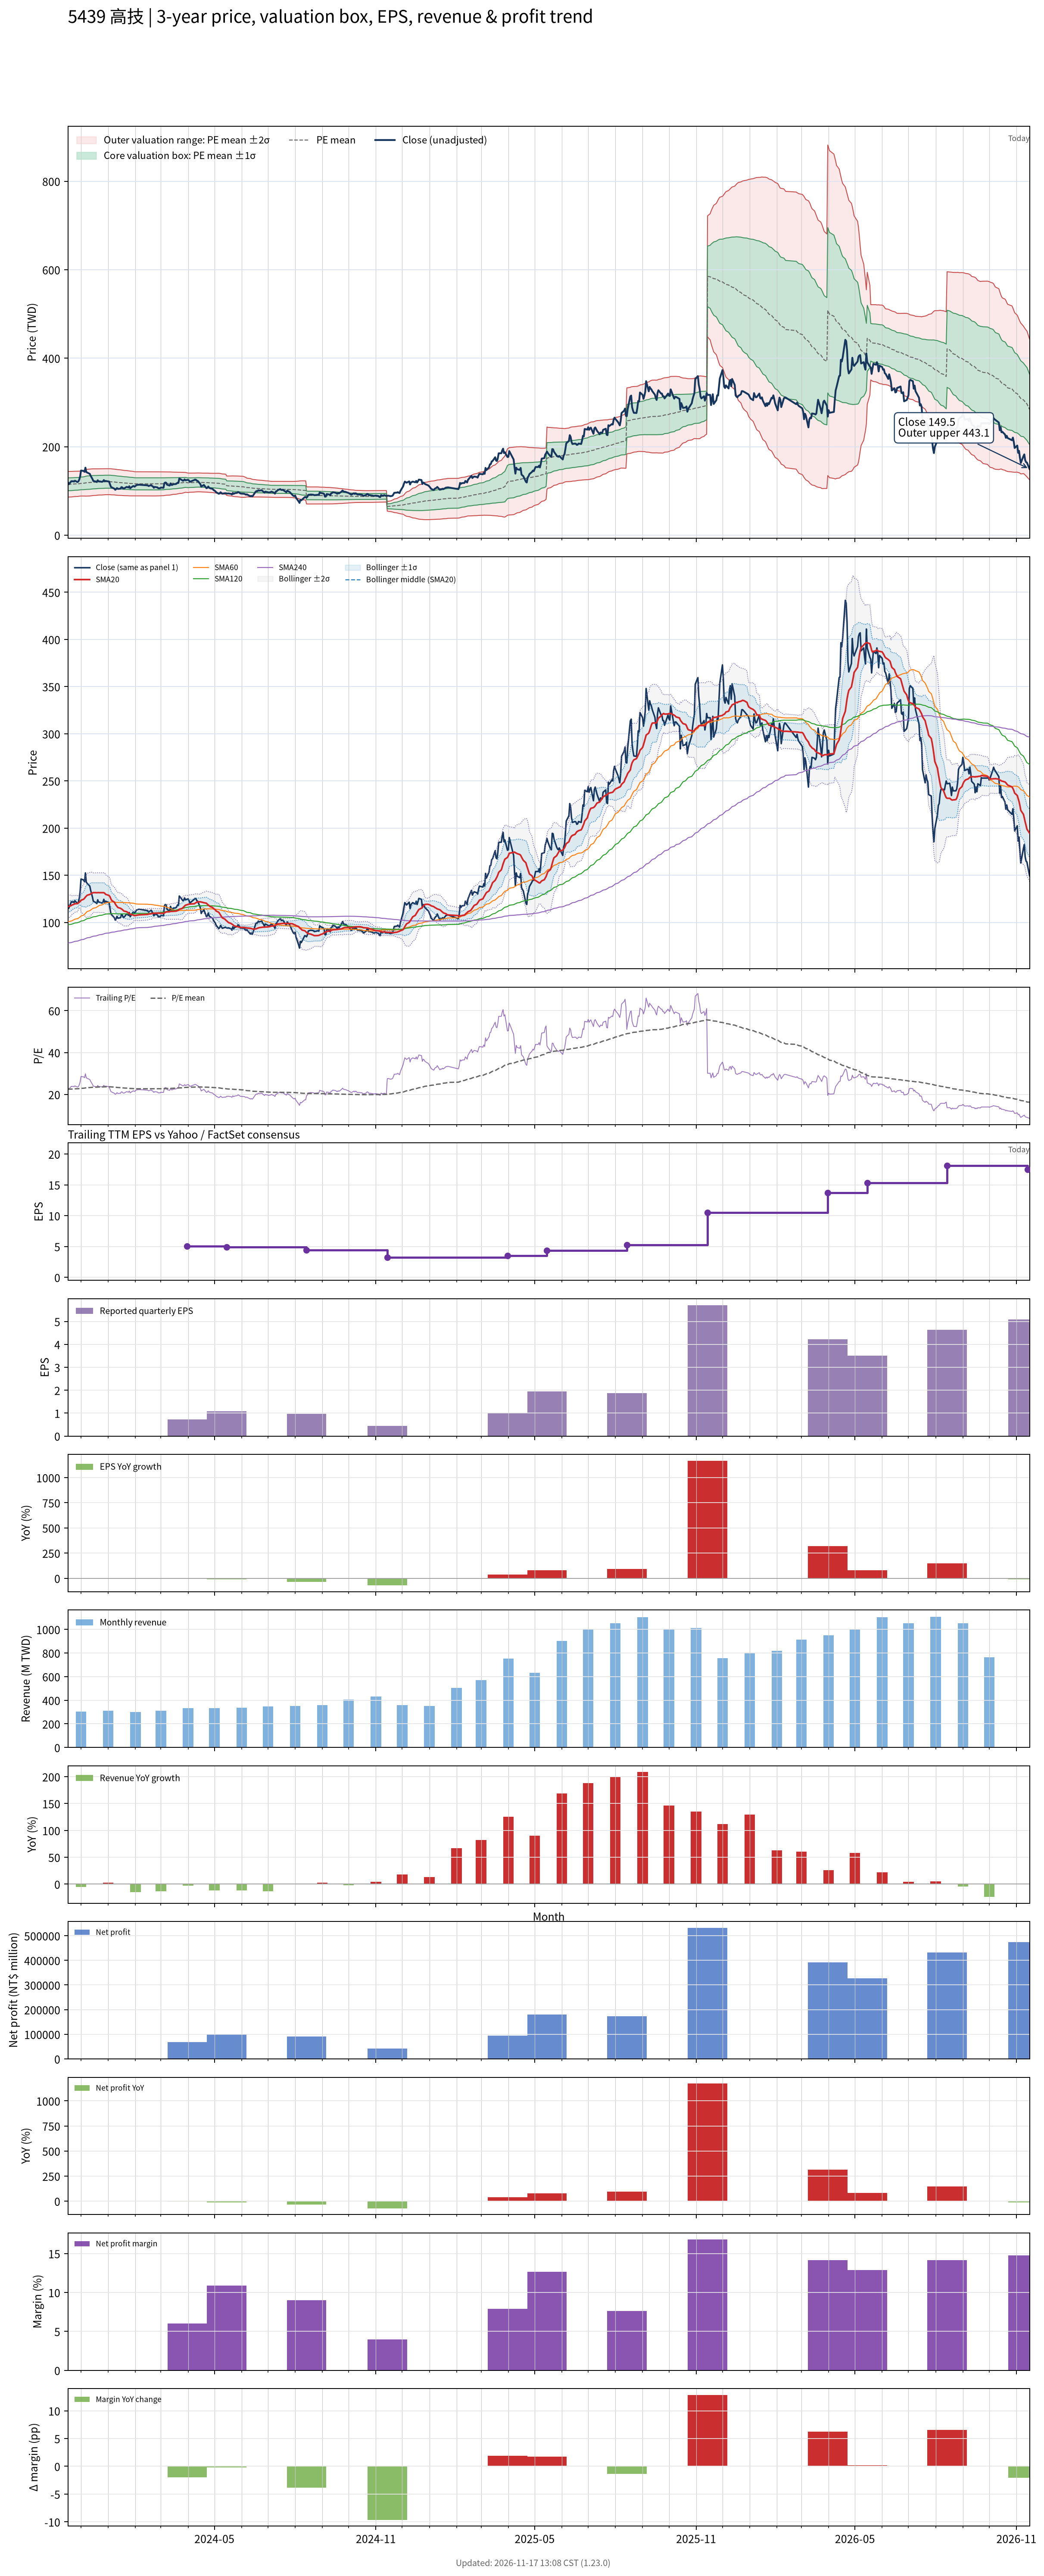 5439 高技 | 3-year price, valuation box, EPS, revenue & profit trend
Outer valuation range: PE mean ±2σ
PE mean
Close (unadjusted)
Core valuation box: PE mean ±1σ
Today
800
600
400
200
0
Price (TWD)
Close 149.5
Outer upper 443.1
Close (same as panel 1)
SMA60
SMA240
Bollinger ±1σ
SMA20
SMA120
Bollinger ±2σ
Bollinger middle (SMA20)
450
400
350
300
250
200
150
100
Price
Trailing P/E
P/E mean
60
40
20
P/E
Trailing TTM EPS vs Yahoo / FactSet consensus
Today
20
15
10
5
0
EPS
Reported quarterly EPS
5
4
3
2
1
0
EPS
EPS YoY growth
1000
750
500
250
0
YoY (%)
Monthly revenue
1000
800
600
400
200
0
Revenue (M TWD)
Revenue YoY growth
200
150
100
50
0
YoY (%)
Month
Net profit
500000
400000
300000
200000
100000
0
Net profit (NT$ million)
Net profit YoY
1000
750
500
250
0
YoY (%)
Net profit margin
15
10
5
0
Margin (%)
Margin YoY change
10
5
0
-5
-10
Δ margin (pp)
2024-05
2024-11
2025-05
2025-11
2026-05
2026-11
Updated: 2026-11-17 13:08 CST (1.23.0)